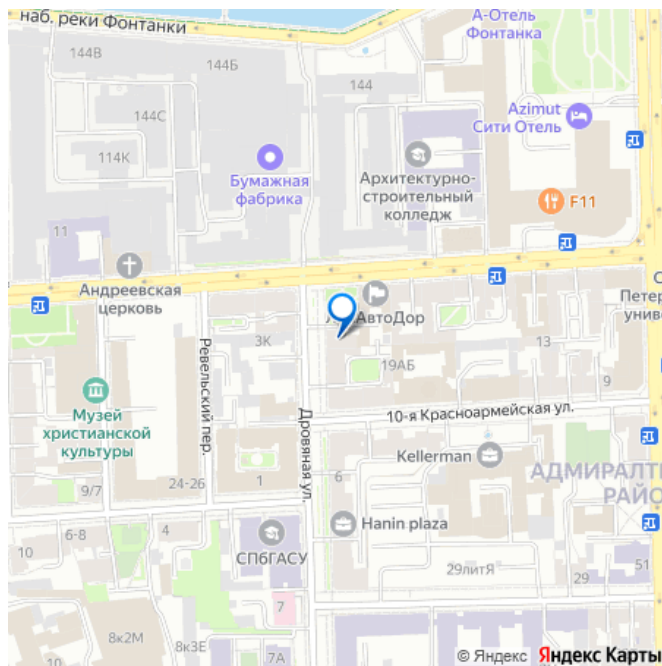 наб. реки Фонтанки
А-Отель
Фонтанка
144В
144Б
144
144С
Azimut
Сити Отель
114К
Бумажная
фабрика
Архитектурно-
строительный
колледж
F11
11
Андреевская
церковь
АвтоДор
Петер
униве
3К
13
19АБ
9
Ревельский пер.
Музей
христианской
культуры
Дровяная ул.
10-я Красноармейская ул.
Kellerman
АДМИРАЛТ
РАЙО
9/7
24-26
1
6
Hanin plaza
6-8
4
10
СПбГАСУ
29литЯ
29
51
7
8к2М
8к3Е
7А
© Яндекс Яндекс Карты